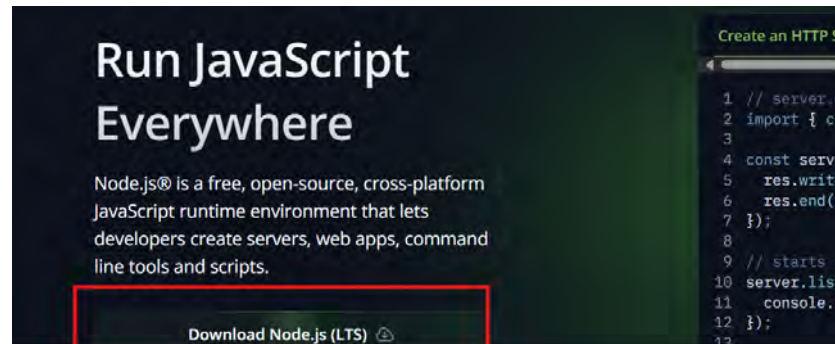 Run JavaScript
Everywhere
Node.js® is a free, open-source, cross-platform
JavaScript runtime environment that lets
developers create servers, web apps, command
line tools and scripts.
Download Node.js (LTS)
Create an HTTP S
1 // server.
2 import { c
3
4 const serv
5 res.writ
6 res.end(
7 });
8
9 // starts
10 server.lis
11 console.
12 });
13